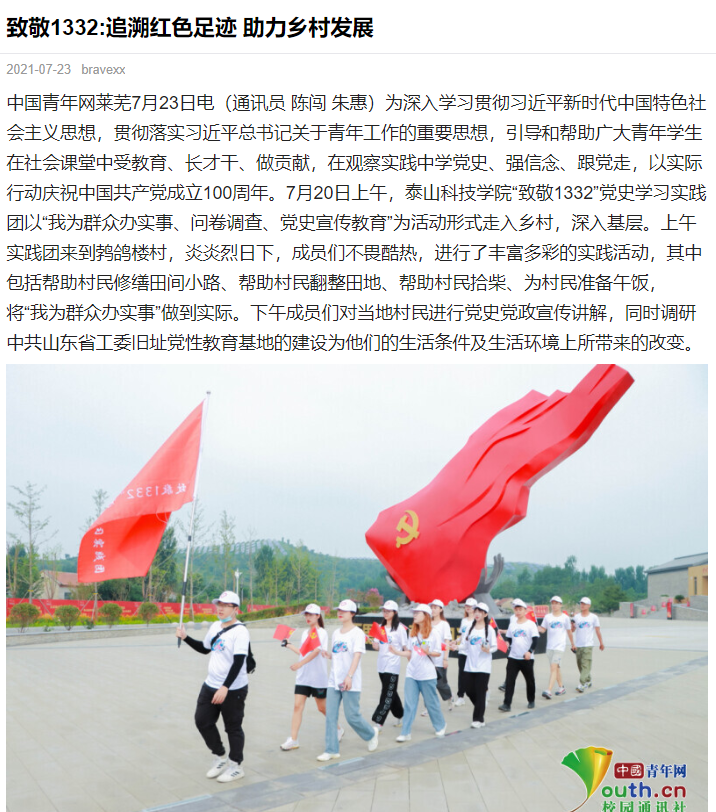 致敬1332:追溯红色足迹 助力乡村发展
2021-07-23 bravexx
中国青年网莱芜7月23日电（通讯员 陈闯 朱惠）为深入学习贯彻习近平新时代中国特色社
会主义思想，贯彻落实习近平总书记关于青年工作的重要思想，引导和帮助广大青年学生
在社会课堂中受教育、长才干、做贡献，在观察实践中学党史、强信念、跟党走，以实际
行动庆祝中国共产党成立100周年。7月20日上午，泰山科技学院“致敬1332”党史学习实践
团以“我为群众办实事、问卷调查、党史宣传教育”为活动形式走入乡村，深入基层。上午
实践团来到鹁鸽楼村，炎炎烈日下，成员们不畏酷热，进行了丰富多彩的实践活动，其中
包括帮助村民修缮田间小路、帮助村民翻整田地、帮助村民拾柴、为村民准备午饭，
将“我为群众办实事”做到实际。下午成员们对当地村民进行党史党政宣传讲解，同时调研
中共山东省工委旧址党性教育基地的建设为他们的生活条件及生活环境上所带来的改变。
致敬1332
实践团
中國青年网
Youth.cn
校园通讯社